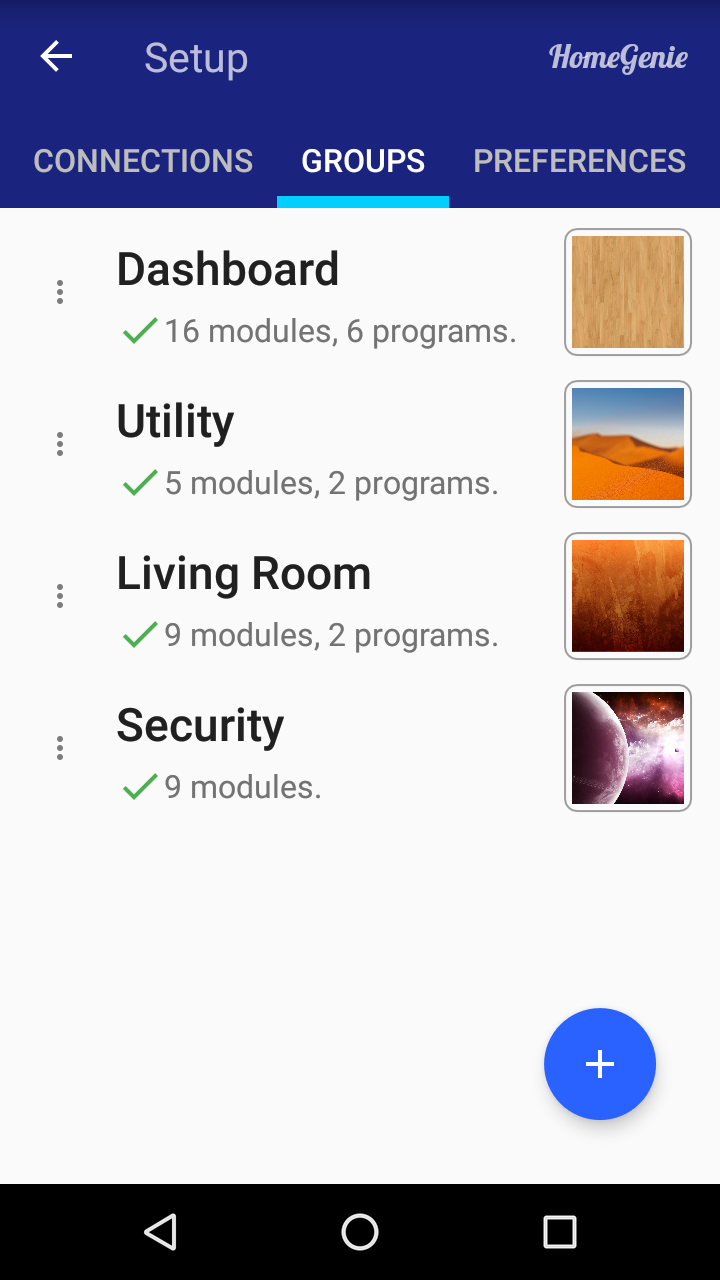 Setup
HomeGenie
CONNECTIONS
GROUPS
PREFERENCES
Dashboard
16 modules, 6 programs.
Utility
5 modules, 2 programs.
Living Room
9 modules, 2 programs.
Security
9 modules.